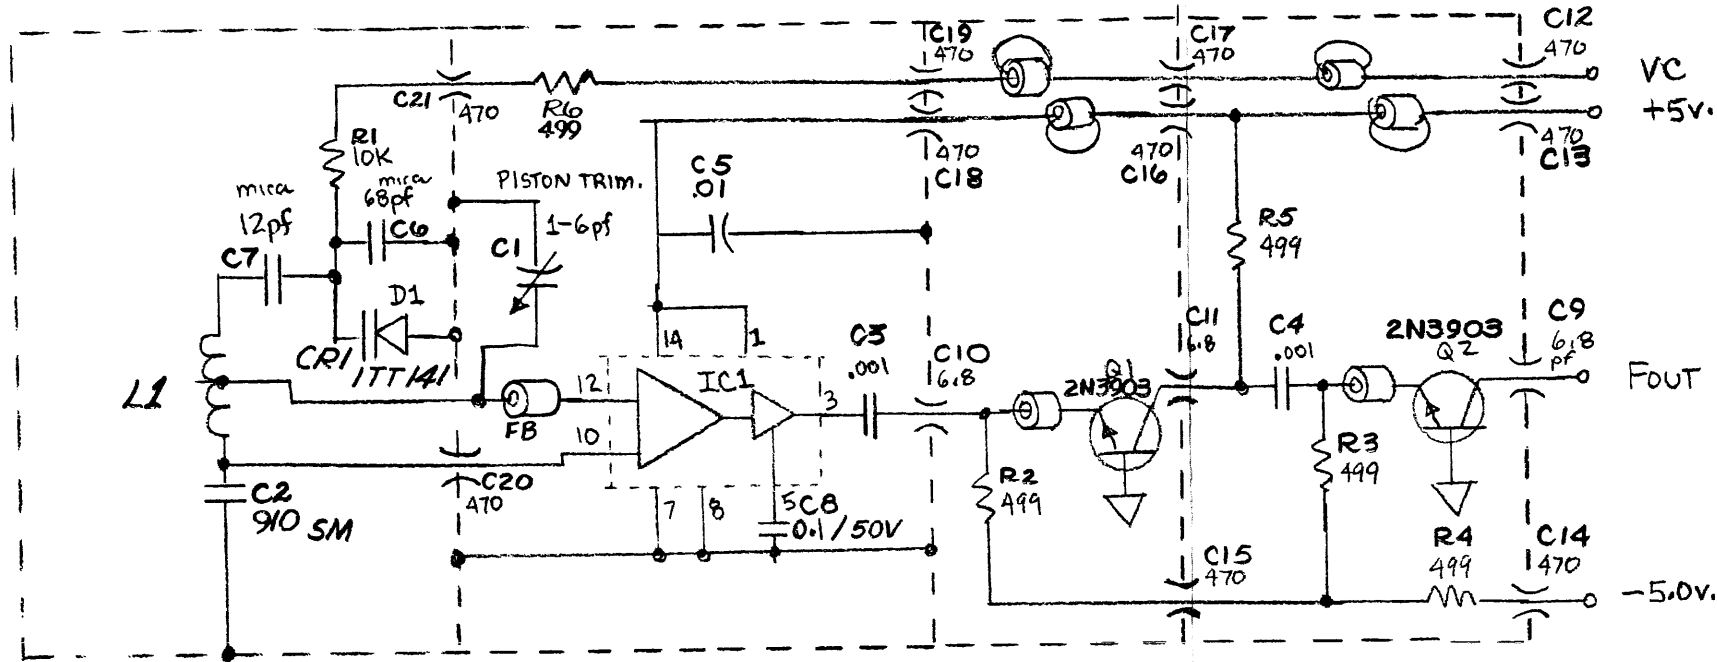 C19
470
C17
470
C12
470
VC
C21
470
R6
499
+5v.
470
C13
R1
10K
mica
68pf
C6
PISTON TRIM.
1-6pf
C1
C5
.01
470
C18
470
C16
mica
12pf
C7
R5
499
D1
CR1
ITT141
14
1
C3
.001
C10
6.8
C11
6.8
C4
.001
2N3903
Q2
C9
6.8
pf
FOUT
L1
12
FB
IC1
3
Q1
2N3903
10
R3
499
C2
910 SM
C20
470
7
8
5
C8
0.1/50V
R2
499
C15
470
R4
499
C14
470
-5.0v.